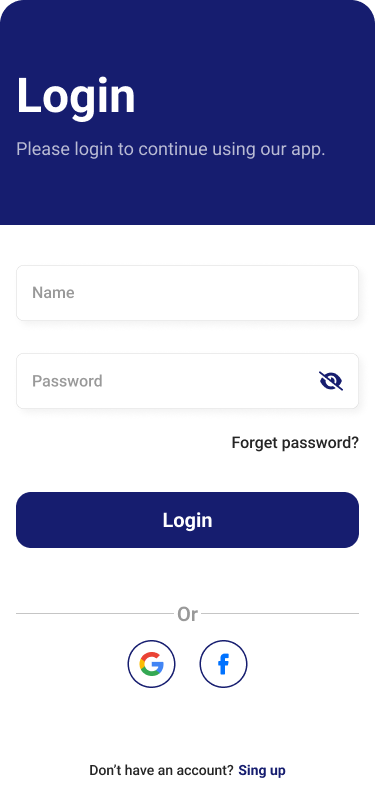 Login
Please login to continue using our app.
Name
Password
Forget password?
Login
Or
Don't have an account? Sing up